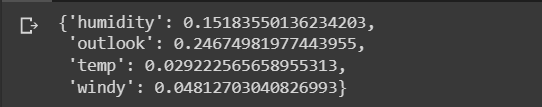 {'humidity': 0.15183550136234203,
'outlook': 0.24674981977443955,
'temp': 0.029222565658955313,
'windy': 0.04812703040826993}